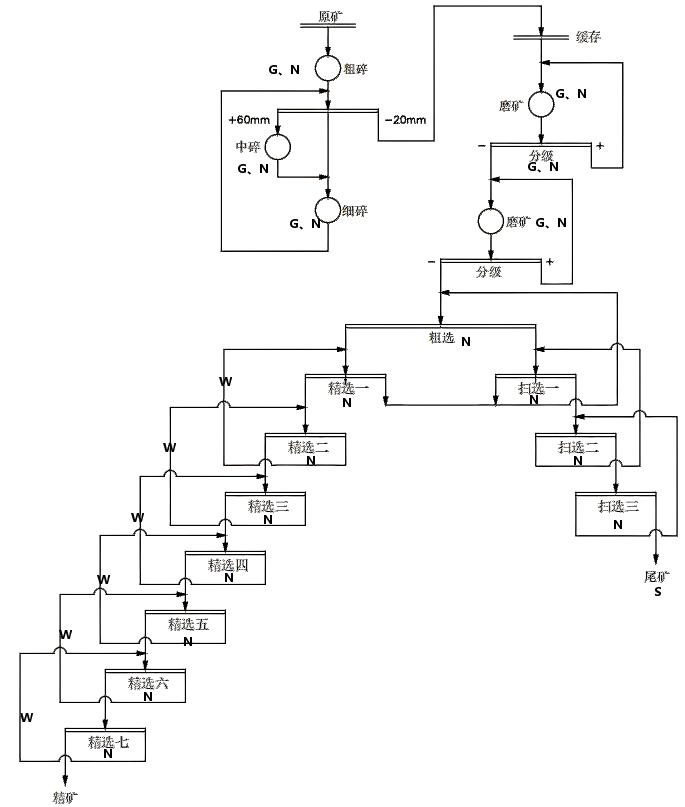 原矿
缓存
G、N 粗碎
G、N
磨矿
+60mm
-20mm
中碎
G、N
- 分级 +
G、N
G、N 细碎
磨矿 G、N
- 分级 +
粗选 N
W
精选一
N
扫选一
N
W
精选二
N
扫选二
N
W
精选三
N
扫选三
N
W
精选四
N
尾矿
S
W
精选五
N
W
精选六
N
W
精选七
N
精矿